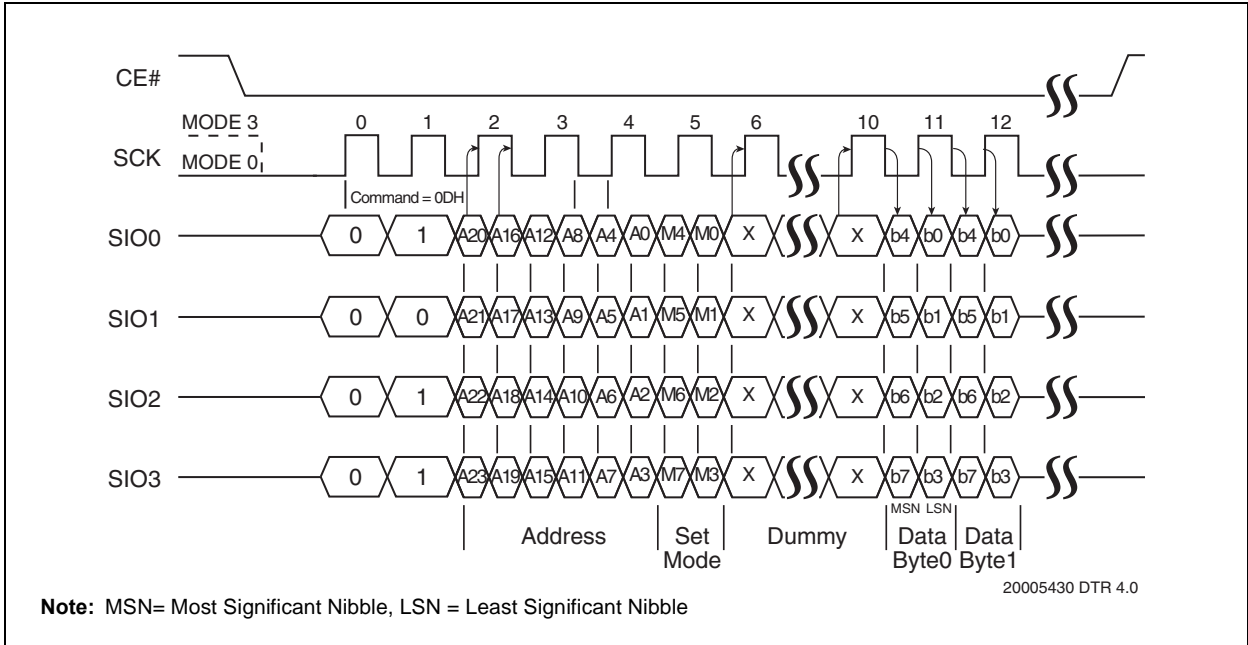 CE#
MODE 3
0 1 2 3 4 5 6 10 11 12
SCK
MODE 0
Command = 0DH
SIO0 0 1 A20 A16 A12 A8 A4 A0 M4 M0 X X b4 b0 b4 b0
SIO1 0 0 A21 A17 A13 A9 A5 A1 M5 M1 X X b5 b1 b5 b1
SIO2 0 1 A22 A18 A14 A10 A6 A2 M6 M2 X X b6 b2 b6 b2
SIO3 0 1 A23 A19 A15 A11 A7 A3 M7 M3 X X b7 b3 b7 b3
MSN LSN
Address Set Mode Dummy Data Byte0 Data Byte1
20005430 DTR 4.0
Note: MSN= Most Significant Nibble, LSN = Least Significant Nibble